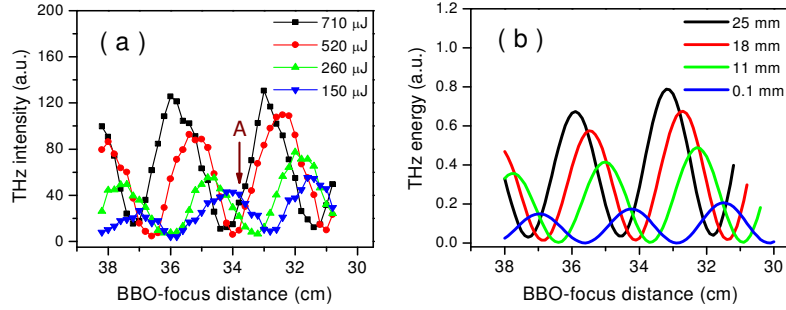 ( a )
710 μJ
520 μJ
260 μJ
150 μJ
A
200
160
120
80
40
0
THz intensity (a.u.)
38 36 34 32 30
BBO-focus distance (cm)
( b )
25 mm
18 mm
11 mm
0.1 mm
1.2
1.0
0.8
0.6
0.4
0.2
0.0
THz energy (a.u.)
38 36 34 32 30
BBO-focus distance (cm)